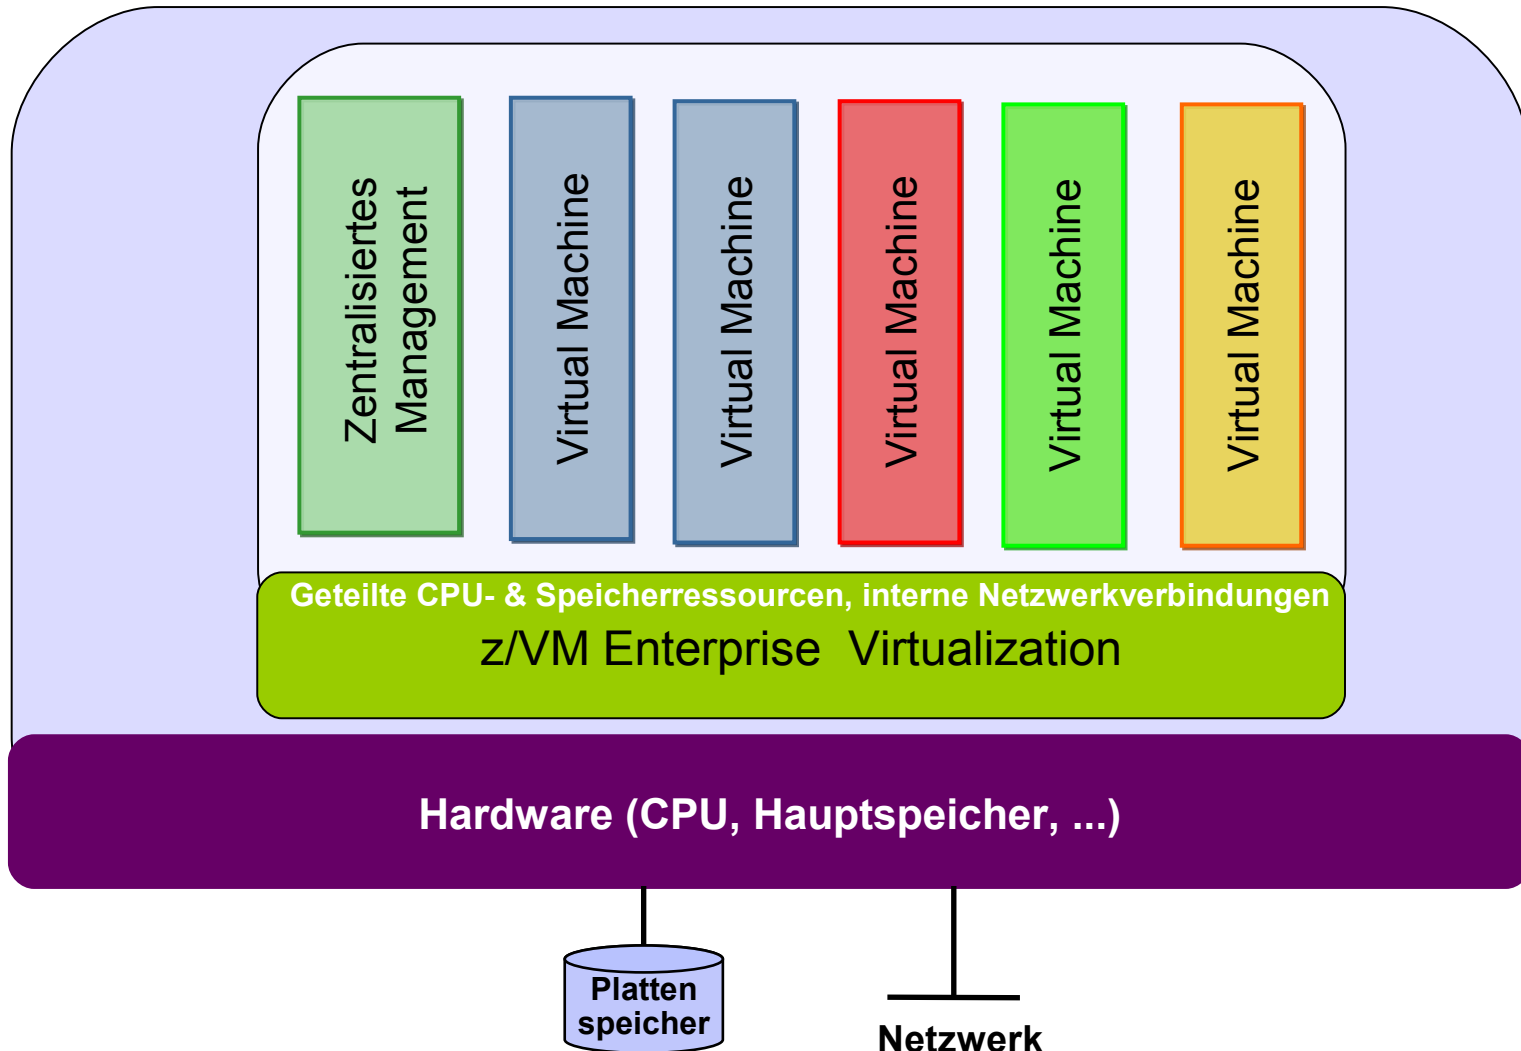 Zentralisiertes
Management
Virtual Machine
Virtual Machine
Virtual Machine
Virtual Machine
Virtual Machine
Geteilte CPU- & Speicherressourcen, interne Netzwerkverbindungen
z/VM Enterprise Virtualization
Hardware (CPU, Hauptspeicher, ...)
Platten
speicher
Netzwerk